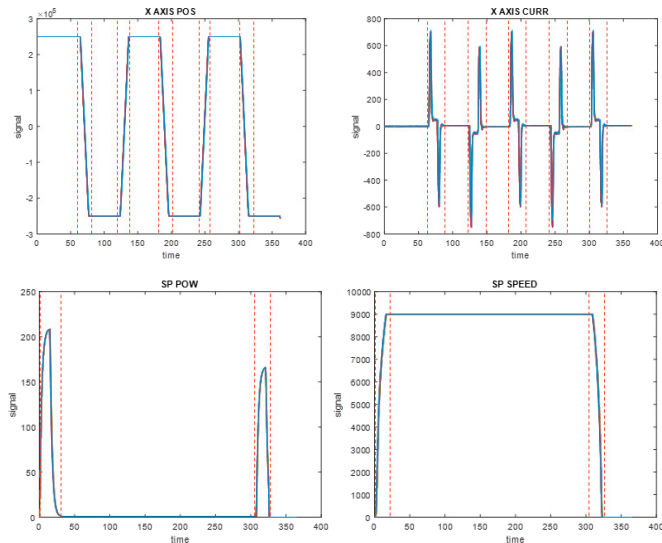 X AXIS POS
X AXIS CURR
3 ×10⁵
2
1
0
-1
-2
-3
signal
0 50 100 150 200 250 300 350 400
time
800
600
400
200
0
-200
-400
-600
-800
signal
0 50 100 150 200 250 300 350 400
time
SP POW
SP SPEED
250
200
150
100
50
0
signal
0 50 100 150 200 250 300 350 400
time
10000
9000
8000
7000
6000
5000
4000
3000
2000
1000
0
signal
0 50 100 150 200 250 300 350 400
time